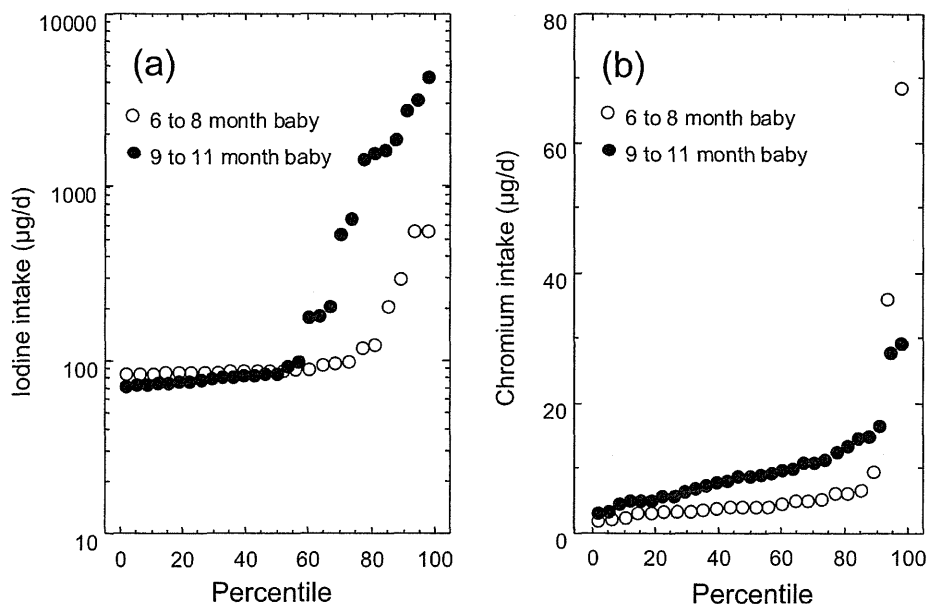 (a)
6 to 8 month baby
9 to 11 month baby
Iodine intake (µg/d)
10000
1000
100
10
0 20 40 60 80 100
Percentile
(b)
6 to 8 month baby
9 to 11 month baby
Chromium intake (µg/d)
80
60
40
20
0
0 20 40 60 80 100
Percentile